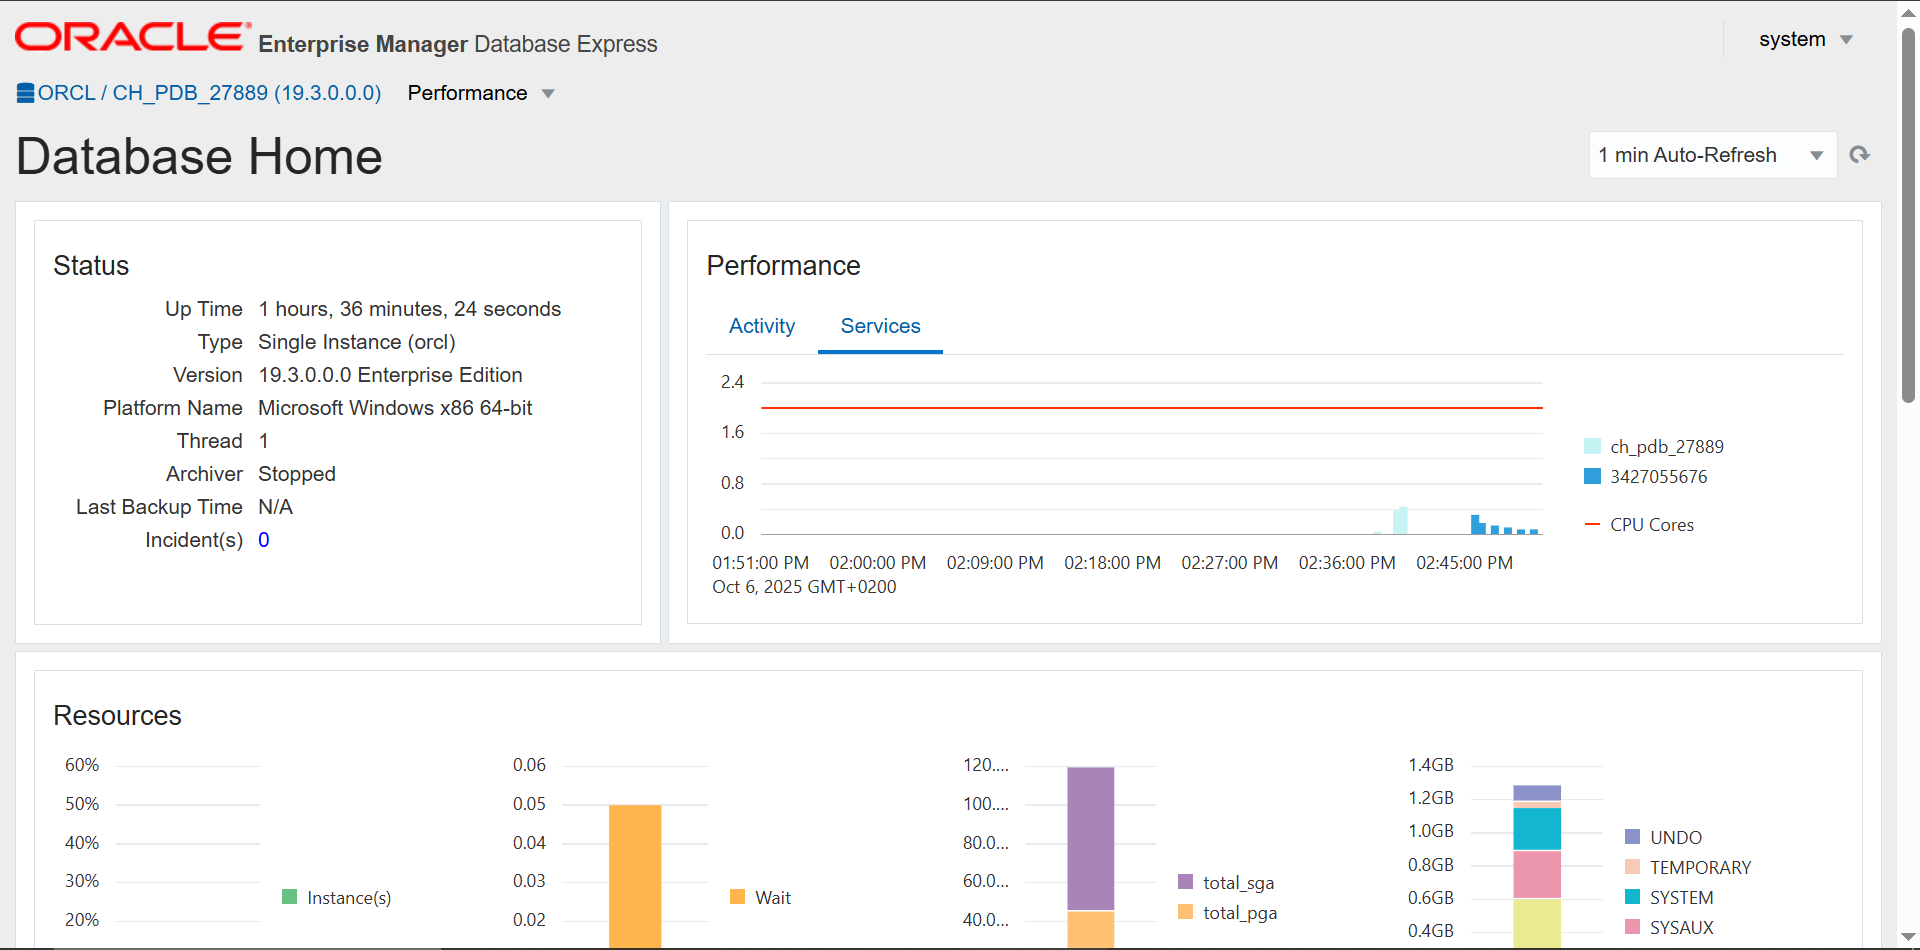 ORACLE Enterprise Manager Database Express
system
ORCL / CH_PDB_27889 (19.3.0.0.0) Performance
Database Home
1 min Auto-Refresh
Status
Up Time 1 hours, 36 minutes, 24 seconds
Type Single Instance (orcl)
Version 19.3.0.0.0 Enterprise Edition
Platform Name Microsoft Windows x86 64-bit
Thread 1
Archiver Stopped
Last Backup Time N/A
Incident(s) 0
Performance
Activity Services
2.4
1.6
0.8
0.0
01:51:00 PM 02:00:00 PM 02:09:00 PM 02:18:00 PM 02:27:00 PM 02:36:00 PM 02:45:00 PM
Oct 6, 2025 GMT+0200
ch_pdb_27889
3427055676
CPU Cores
Resources
60%
50%
40%
30%
20%
Instance(s)
0.06
0.05
0.04
0.03
0.02
Wait
120....
100....
80.0...
60.0...
40.0...
total_sga
total_pga
1.4GB
1.2GB
1.0GB
0.8GB
0.6GB
0.4GB
UNDO
TEMPORARY
SYSTEM
SYSAUX